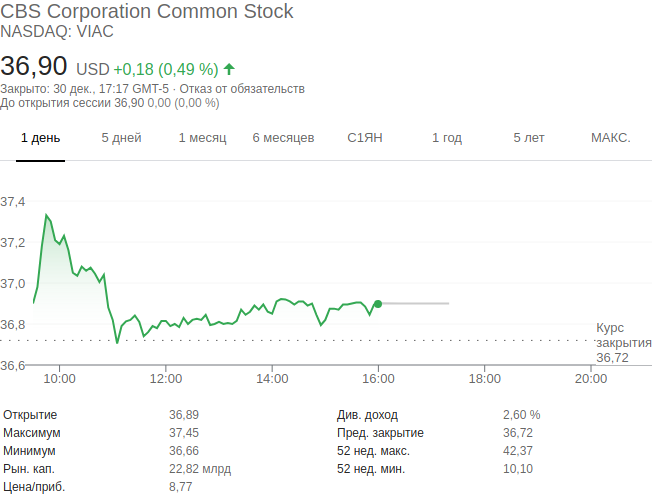 CBS Corporation Common Stock
NASDAQ: VIAC
36,90 USD +0,18 (0,49 %)
Закрыто: 30 дек., 17:17 GMT-5 · Отказ от обязательств
До открытия сессии 36,90 0,00 (0,00 %)
1 день 5 дней 1 месяц 6 месяцев С1ЯН 1 год 5 лет МАКС.
37,4
37,2
37,0
36,8
Курс
закрытия
36,72
36,6
10:00 12:00 14:00 16:00 18:00 20:00
Открытие 36,89 Див. доход 2,60 %
Максимум 37,45 Пред. закрытие 36,72
Минимум 36,66 52 нед. макс. 42,37
Рын. кап. 22,82 млрд 52 нед. мин. 10,10
Цена/приб. 8,77